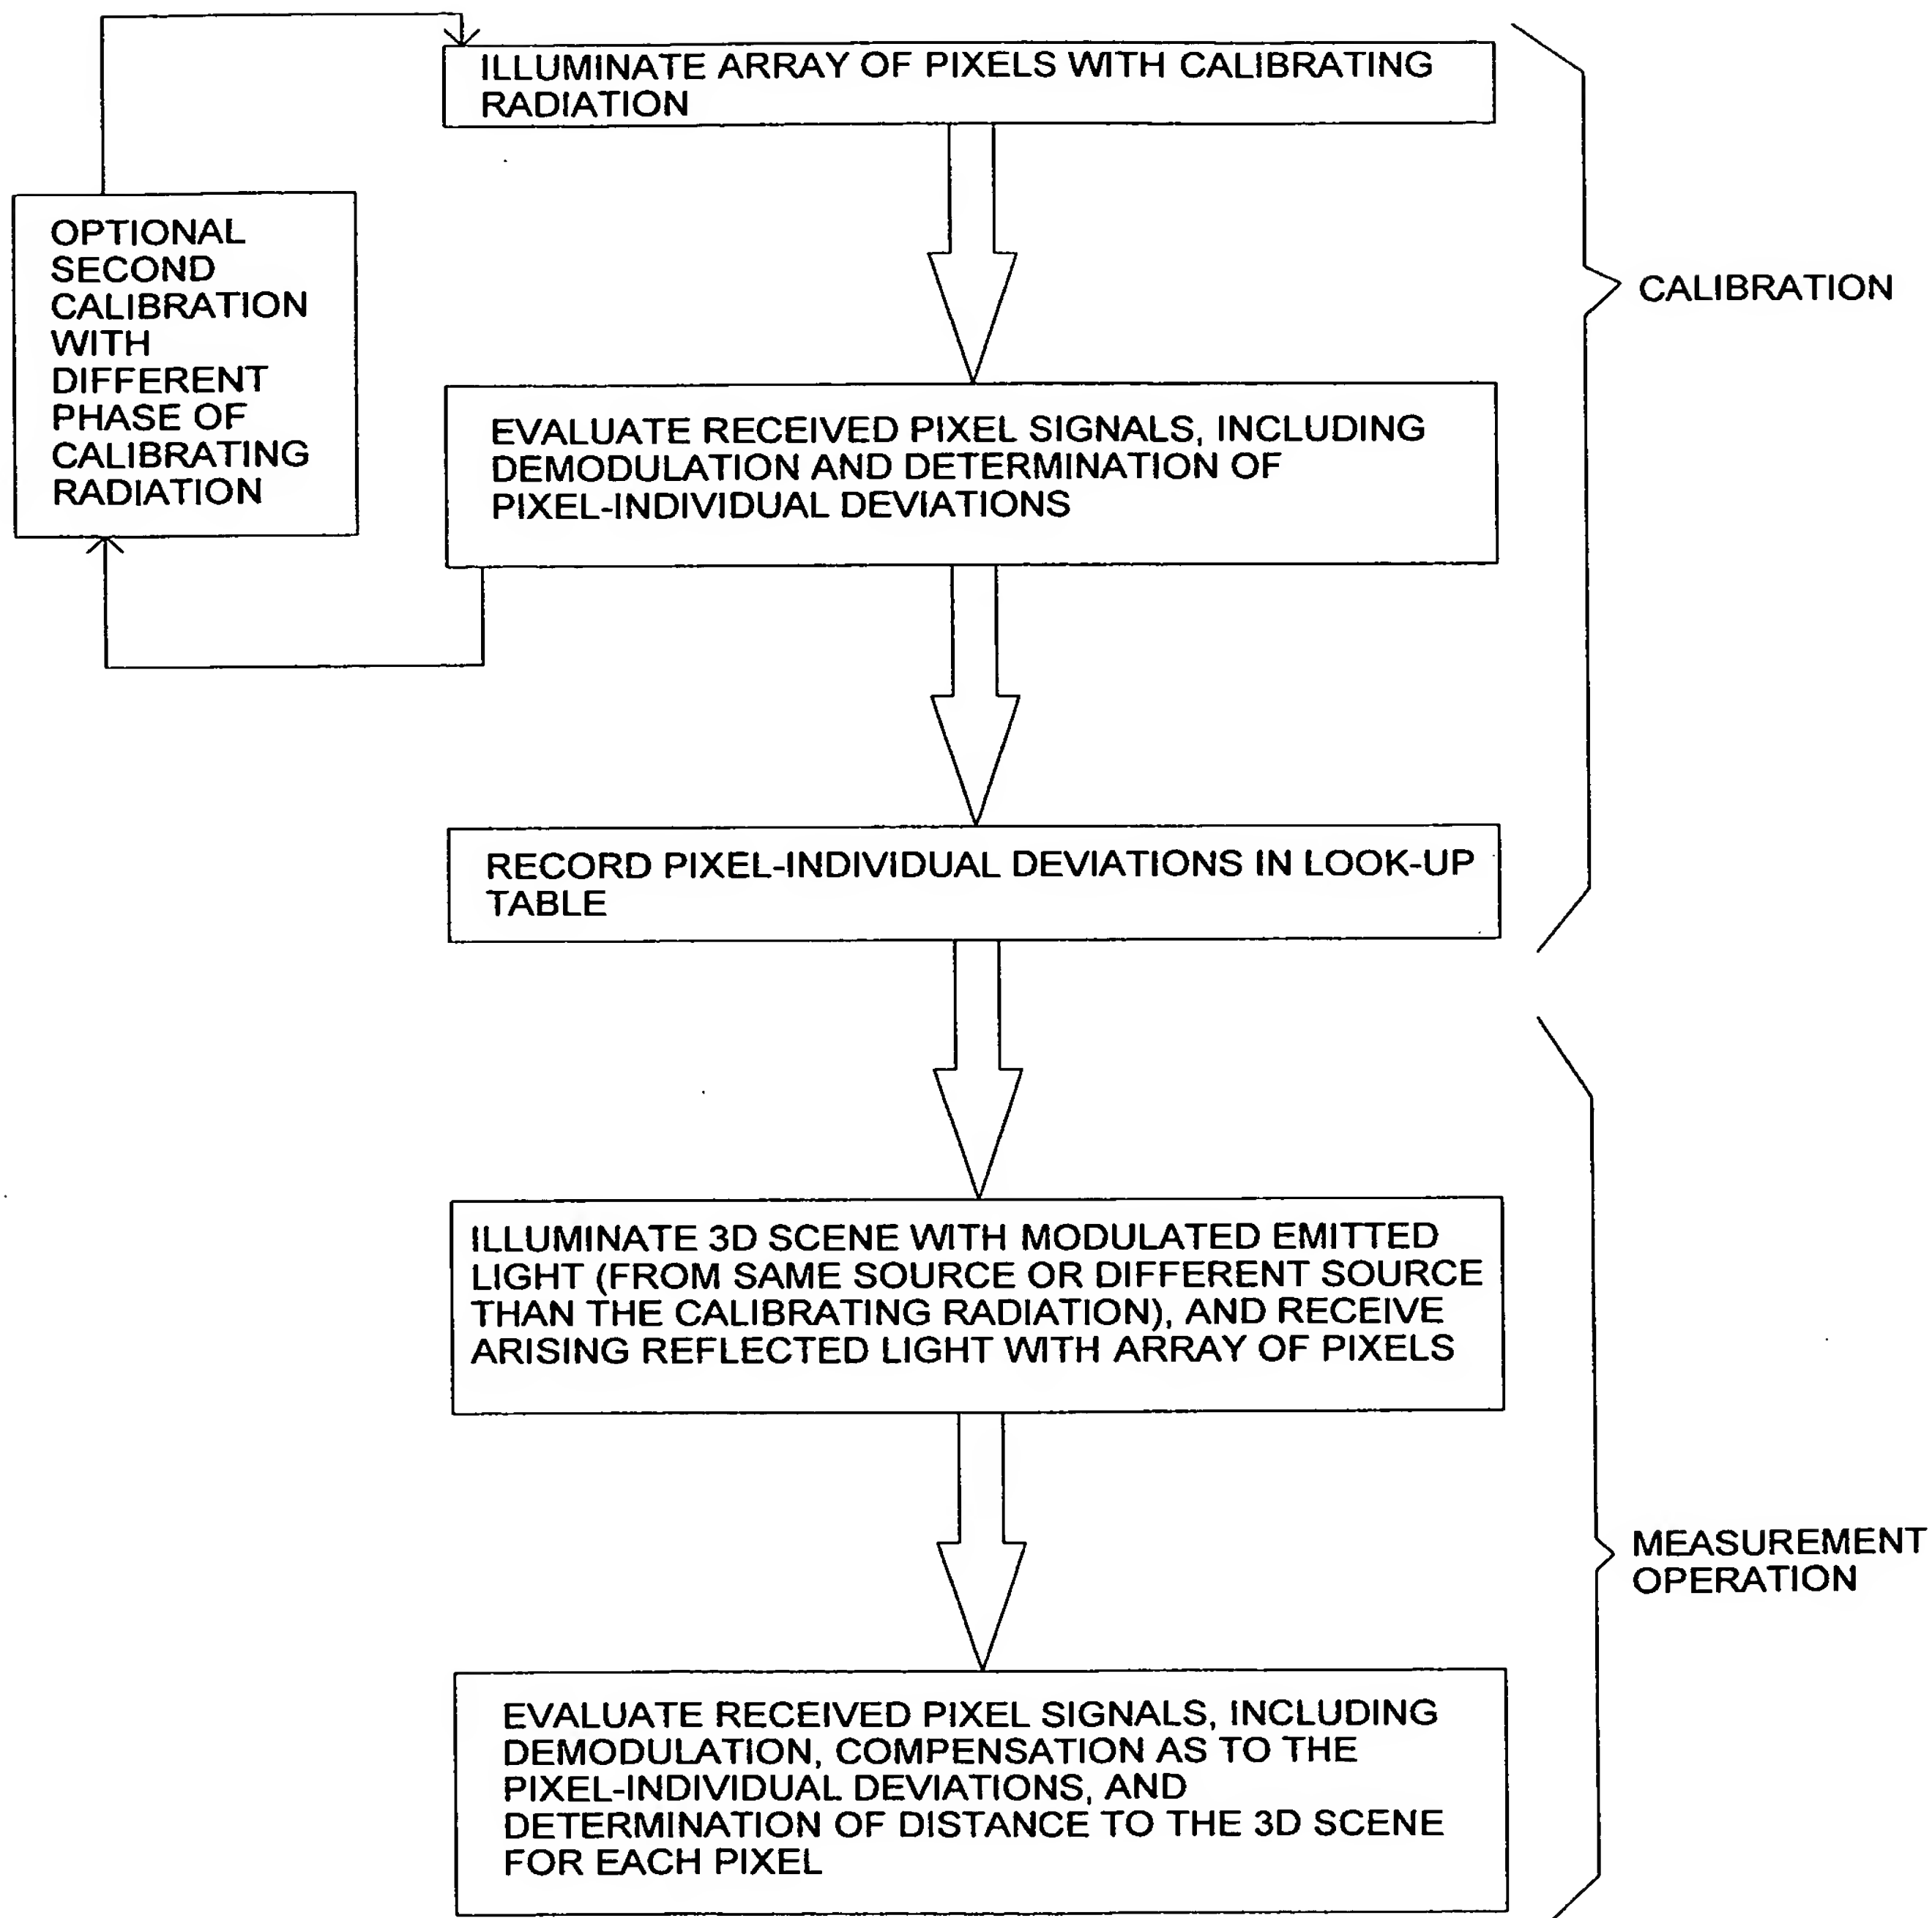 ILLUMINATE ARRAY OF PIXELS WITH CALIBRATING
RADIATION
OPTIONAL
SECOND
CALIBRATION
WITH
DIFFERENT
PHASE OF
CALIBRATING
RADIATION
CALIBRATION
EVALUATE RECEIVED PIXEL SIGNALS, INCLUDING
DEMODULATION AND DETERMINATION OF
PIXEL-INDIVIDUAL DEVIATIONS
RECORD PIXEL-INDIVIDUAL DEVIATIONS IN LOOK-UP
TABLE
ILLUMINATE 3D SCENE WITH MODULATED EMITTED
LIGHT (FROM SAME SOURCE OR DIFFERENT SOURCE
THAN THE CALIBRATING RADIATION), AND RECEIVE
ARISING REFLECTED LIGHT WITH ARRAY OF PIXELS
MEASUREMENT
OPERATION
EVALUATE RECEIVED PIXEL SIGNALS, INCLUDING
DEMODULATION, COMPENSATION AS TO THE
PIXEL-INDIVIDUAL DEVIATIONS, AND
DETERMINATION OF DISTANCE TO THE 3D SCENE
FOR EACH PIXEL